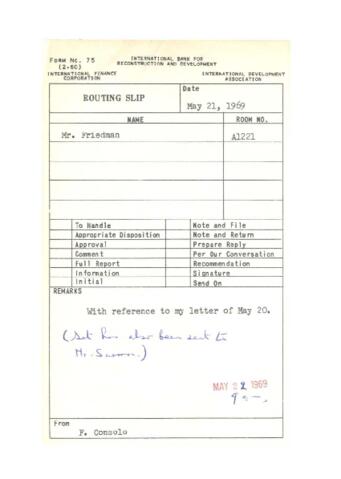 FORM No. 75
(2-60)
INTERNATIONAL BANK FOR
RECONSTRUCTION AND DEVELOPMENT
INTERNATIONAL FINANCE
CORPORATION
INTERNATIONAL DEVELOPMENT
ASSOCIATION
ROUTING SLIP
Date
May 21, 1969
NAME
ROOM NO.
Mr. Friedman
A1221
To Handle
Note and File
Appropriate Disposition
Note and Return
Approval
Prepare Reply
Comment
Per Our Conversation
Full Report
Recommendation
Information
Signature
Initial
Send On
REMARKS
With reference to my letter of May 20.
(Set has also been sent to
Mr.
MAY 22 1969
From
F. Consolo